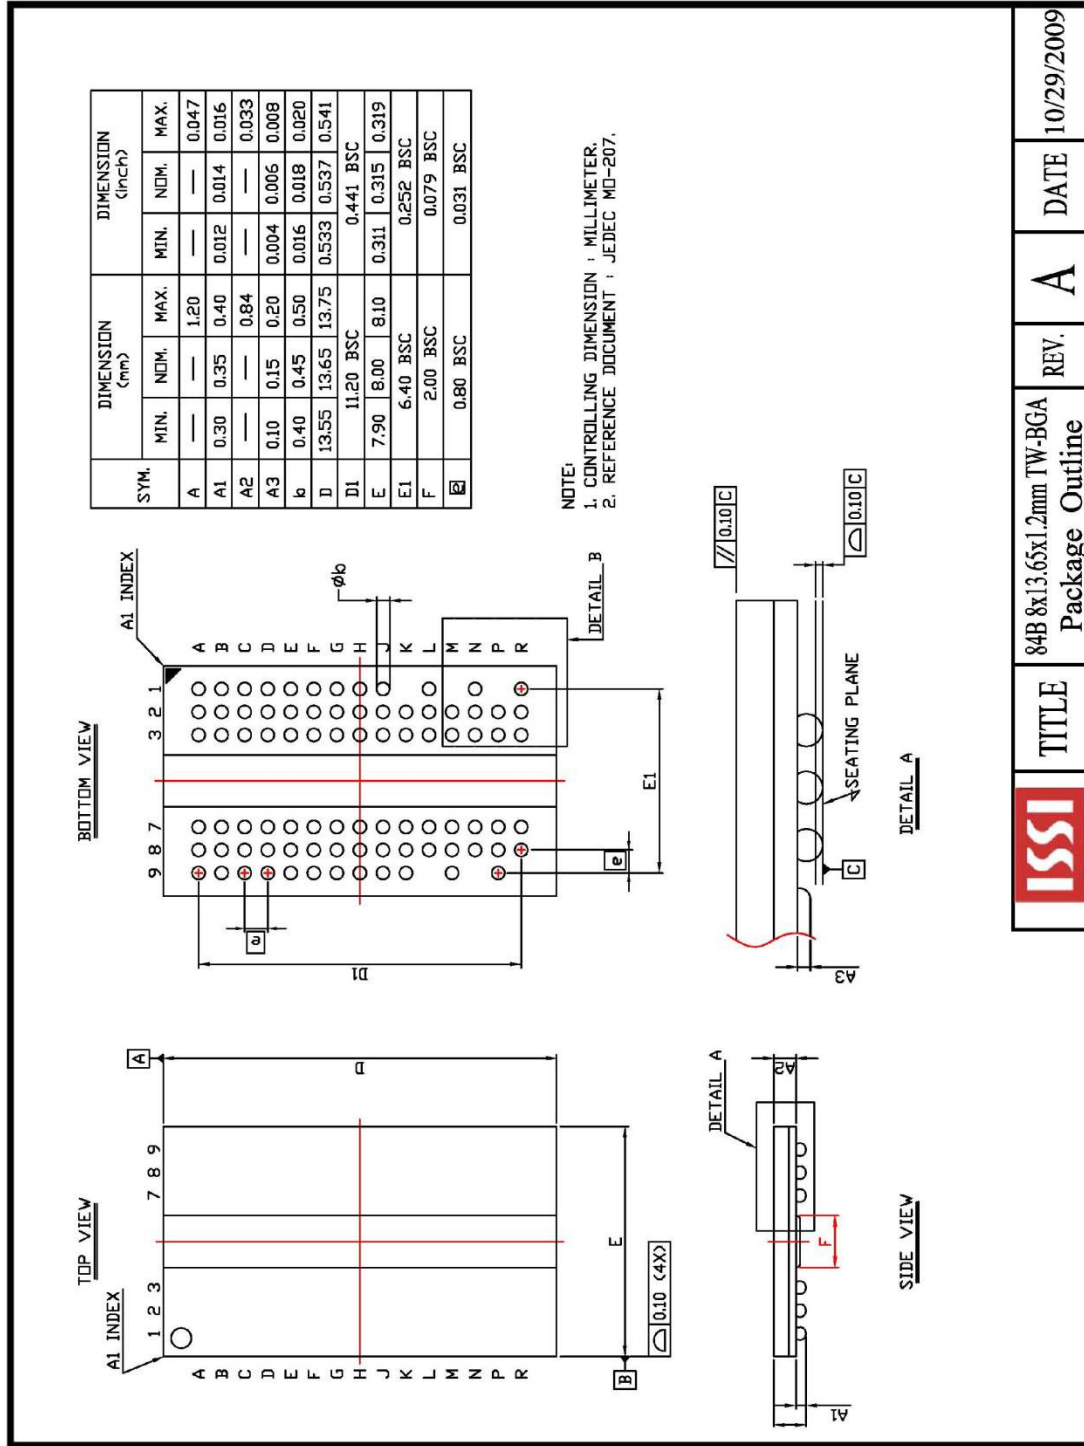 TOP VIEW
A1 INDEX
1 2 3 7 8 9
A
B
C
D
E
F
G
H
J
K
L
M
N
P
R
A
D
E
B
0.10 (4X)
BOTTOM VIEW
A1 INDEX
9 8 7 3 2 1
A
B
C
D
E
F
G
H
J
K
L
M
N
P
R
Øb
e
D1
e
E1
DETAIL B
SYM. DIMENSION (mm) DIMENSION (inch)
MIN. NOM. MAX. MIN. NOM. MAX.
A — — 1.20 — — 0.047
A1 0.30 0.35 0.40 0.012 0.014 0.016
A2 — — 0.84 — — 0.033
A3 0.10 0.15 0.20 0.004 0.006 0.008
b 0.40 0.45 0.50 0.016 0.018 0.020
D 13.55 13.65 13.75 0.533 0.537 0.541
D1 11.20 BSC 0.441 BSC
E 7.90 8.00 8.10 0.311 0.315 0.319
E1 6.40 BSC 0.252 BSC
F 2.00 BSC 0.079 BSC
e 0.80 BSC 0.031 BSC
NOTE:
1. CONTROLLING DIMENSION : MILLIMETER.
2. REFERENCE DOCUMENT : JEDEC MO-207.
DETAIL A
A2
F
A1
SIDE VIEW
// 0.10 C
0.10 C
SEATING PLANE
C
A3
DETAIL A
ISSI
TITLE
84B 8x13.65x1.2mm TW-BGA
Package Outline
REV.
A
DATE
10/29/2009